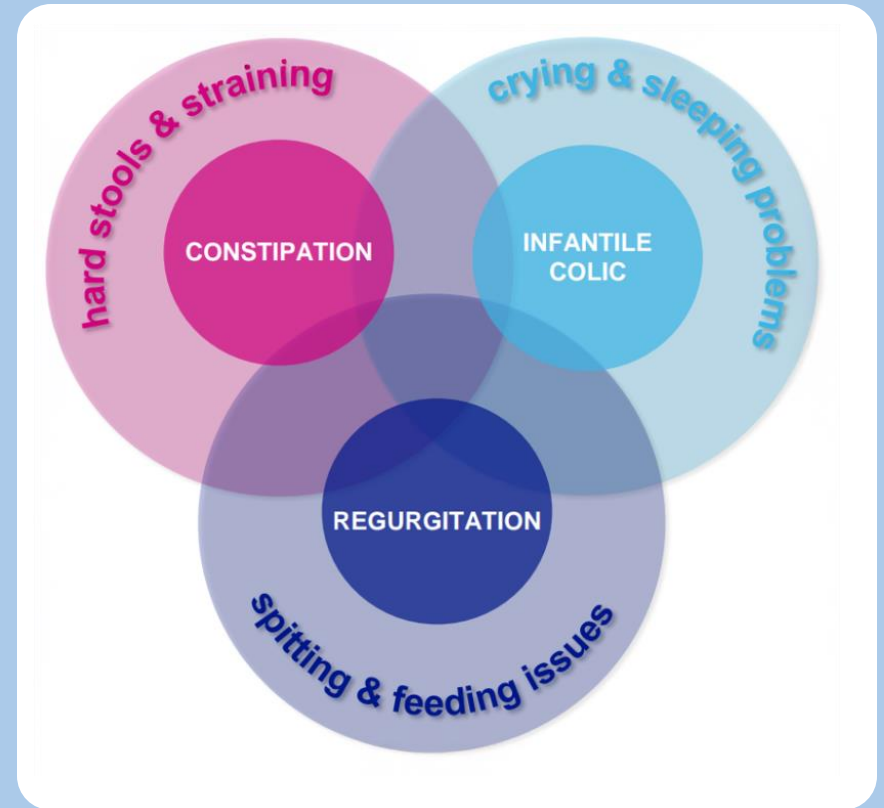 hard stools & straining
CONSTIPATION
crying & sleeping problems
INFANTILE
COLIC
REGURGITATION
spitting & feeding issues